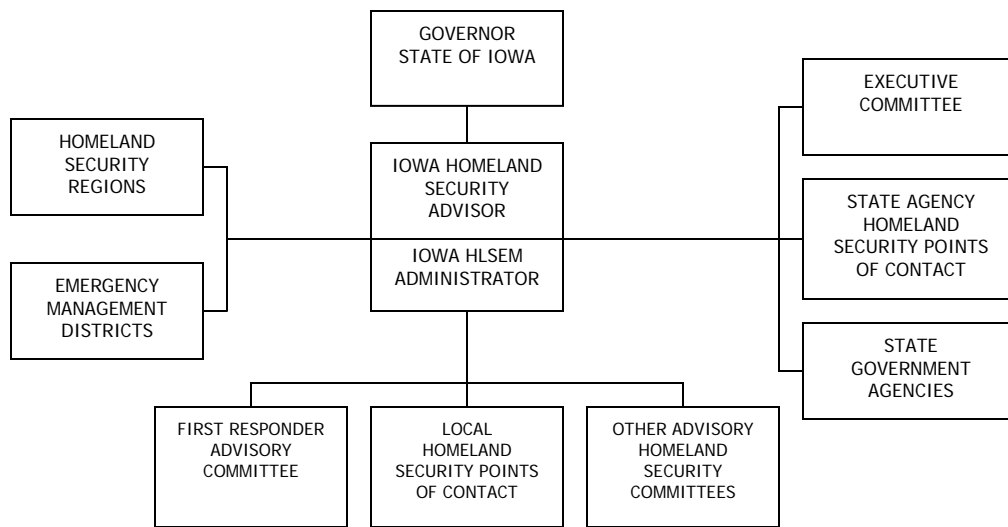 GOVERNOR
STATE OF IOWA
EXECUTIVE
COMMITTEE
HOMELAND
SECURITY
REGIONS
IOWA HOMELAND
SECURITY
ADVISOR
STATE AGENCY
HOMELAND
SECURITY POINTS
OF CONTACT
IOWA HLSEM
ADMINISTRATOR
EMERGENCY
MANAGEMENT
DISTRICTS
STATE
GOVERNMENT
AGENCIES
FIRST RESPONDER
ADVISORY
COMMITTEE
LOCAL
HOMELAND
SECURITY POINTS
OF CONTACT
OTHER ADVISORY
HOMELAND
SECURITY
COMMITTEES